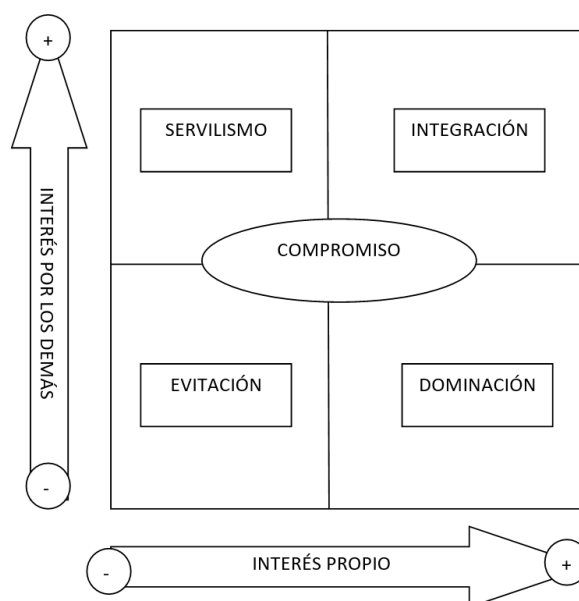 +
SERVILISMO
INTEGRACIÓN
INTERÉS POR LOS DEMÁS
COMPROMISO
EVITACIÓN
DOMINACIÓN
-
-
INTERÉS PROPIO
+